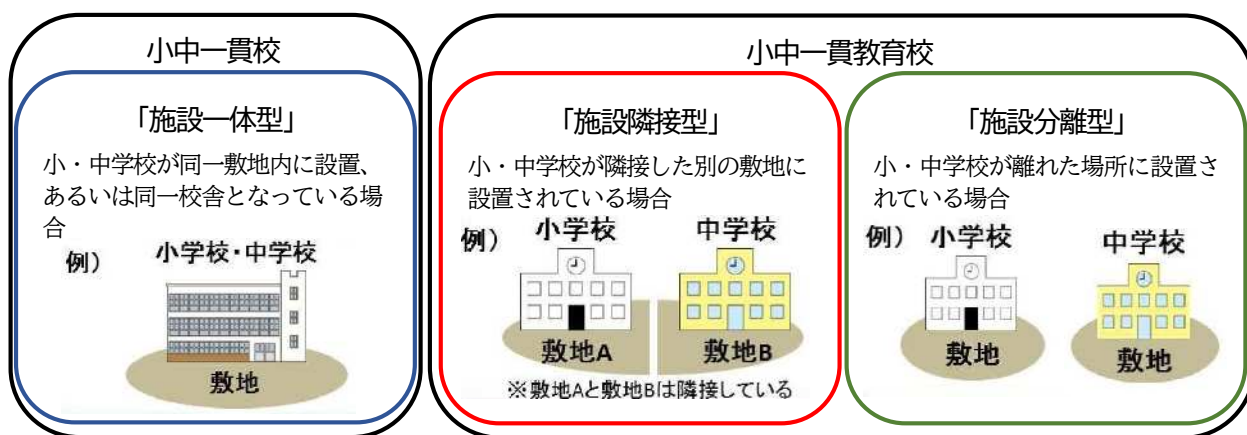 小中一貫校
「施設一体型」
小・中学校が同一敷地内に設置、
あるいは同一校舎となっている場
合
例）
小学校・中学校
敷地
小中一貫教育校
「施設隣接型」
小・中学校が隣接した別の敷地に
設置されている場合
例）
小学校
中学校
敷地A
敷地B
※敷地Aと敷地Bは隣接している
「施設分離型」
小・中学校が離れた場所に設置さ
れている場合
例）
小学校
中学校
敷地
敷地